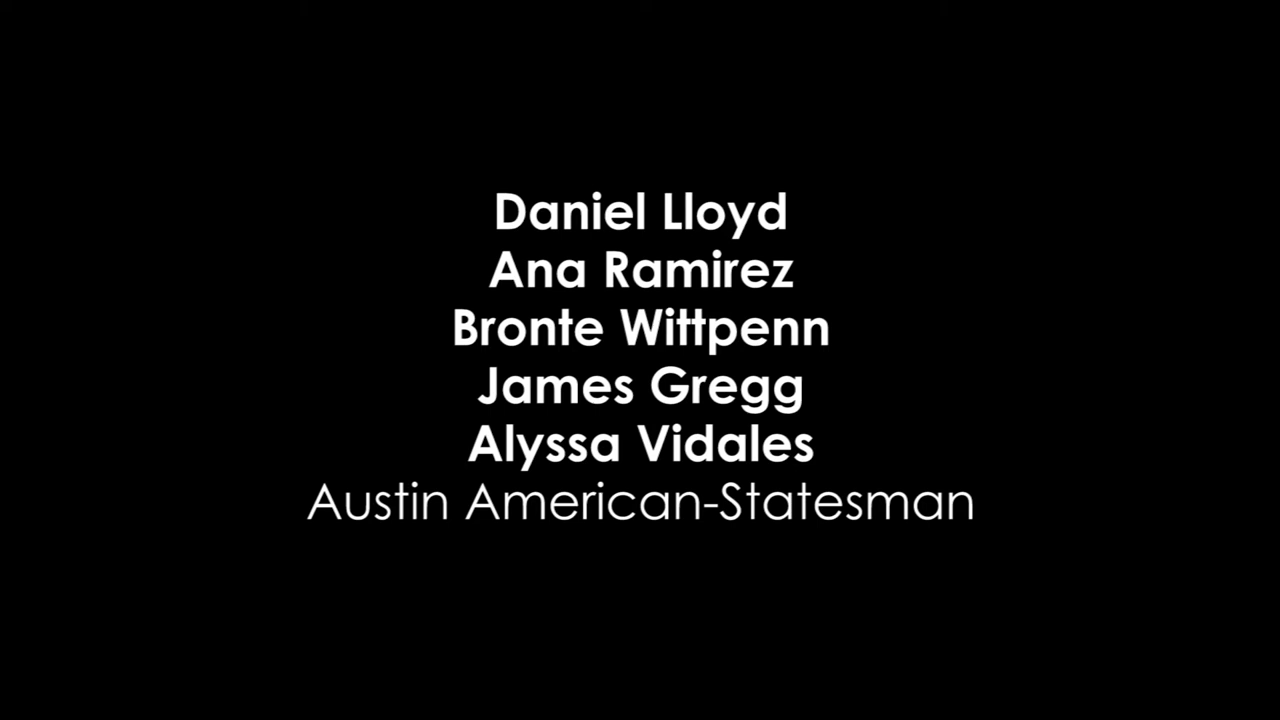 Daniel Lloyd
Ana Ramirez
Bronte Wittpenn
James Gregg
Alyssa Vidales
Austin American-Statesman